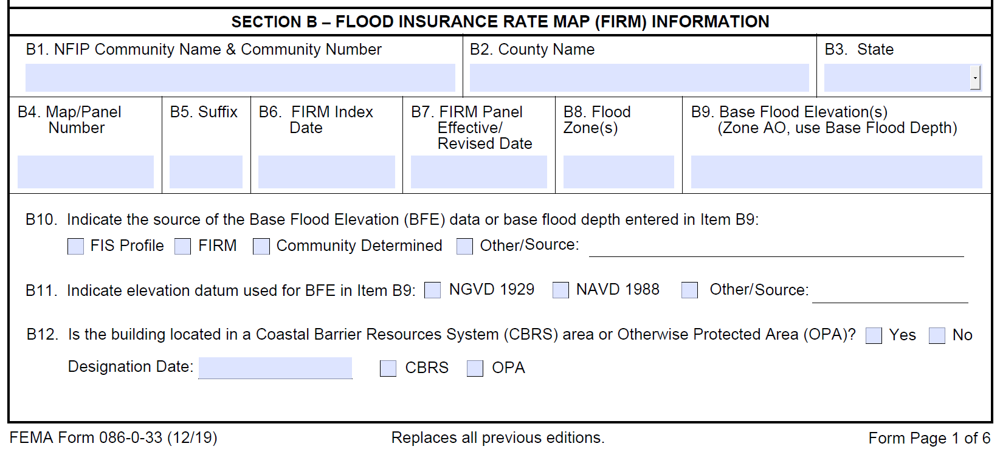 SECTION B – FLOOD INSURANCE RATE MAP (FIRM) INFORMATION
B1. NFIP Community Name & Community Number
B2. County Name
B3. State
B4. Map/Panel
Number
B5. Suffix
B6. FIRM Index
Date
B7. FIRM Panel
Effective/
Revised Date
B8. Flood
Zone(s)
B9. Base Flood Elevation(s)
(Zone AO, use Base Flood Depth)
B10. Indicate the source of the Base Flood Elevation (BFE) data or base flood depth entered in Item B9:
FIS Profile FIRM Community Determined Other/Source:
B11. Indicate elevation datum used for BFE in Item B9: NGVD 1929 NAVD 1988 Other/Source:
B12. Is the building located in a Coastal Barrier Resources System (CBRS) area or Otherwise Protected Area (OPA)? Yes No
Designation Date: CBRS OPA
FEMA Form 086-0-33 (12/19) Replaces all previous editions. Form Page 1 of 6